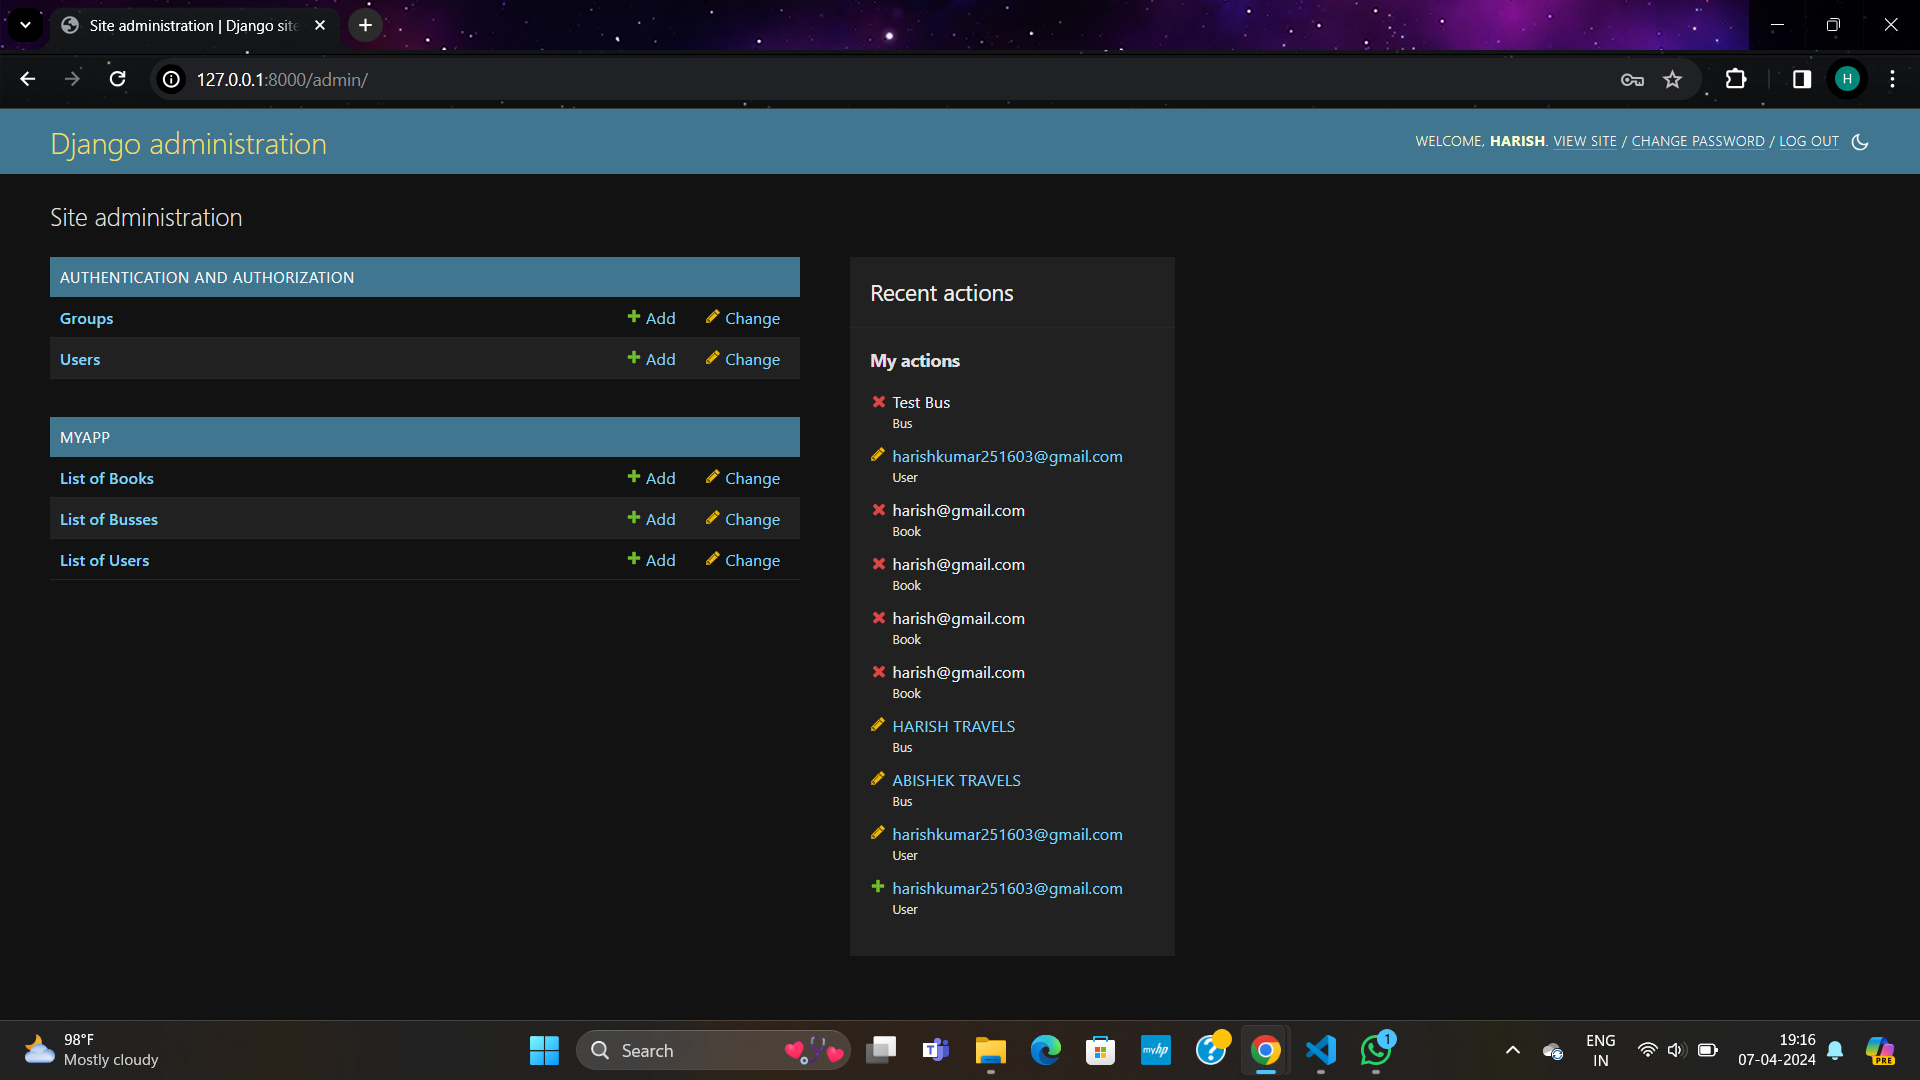 Site administration | Django site
127.0.0.1:8000/admin/
H
Django administration
WELCOME, HARISH. VIEW SITE / CHANGE PASSWORD / LOG OUT
Site administration
AUTHENTICATION AND AUTHORIZATION
Groups Add Change
Users Add Change
MYAPP
List of Books Add Change
List of Busses Add Change
List of Users Add Change
Recent actions
My actions
Test Bus
Bus
harishkumar251603@gmail.com
User
harish@gmail.com
Book
harish@gmail.com
Book
harish@gmail.com
Book
harish@gmail.com
Book
HARISH TRAVELS
Bus
ABISHEK TRAVELS
Bus
harishkumar251603@gmail.com
User
harishkumar251603@gmail.com
User
98°F
Mostly cloudy
Search
T
myhp
?
1
ENG
IN
19:16
07-04-2024
PRE